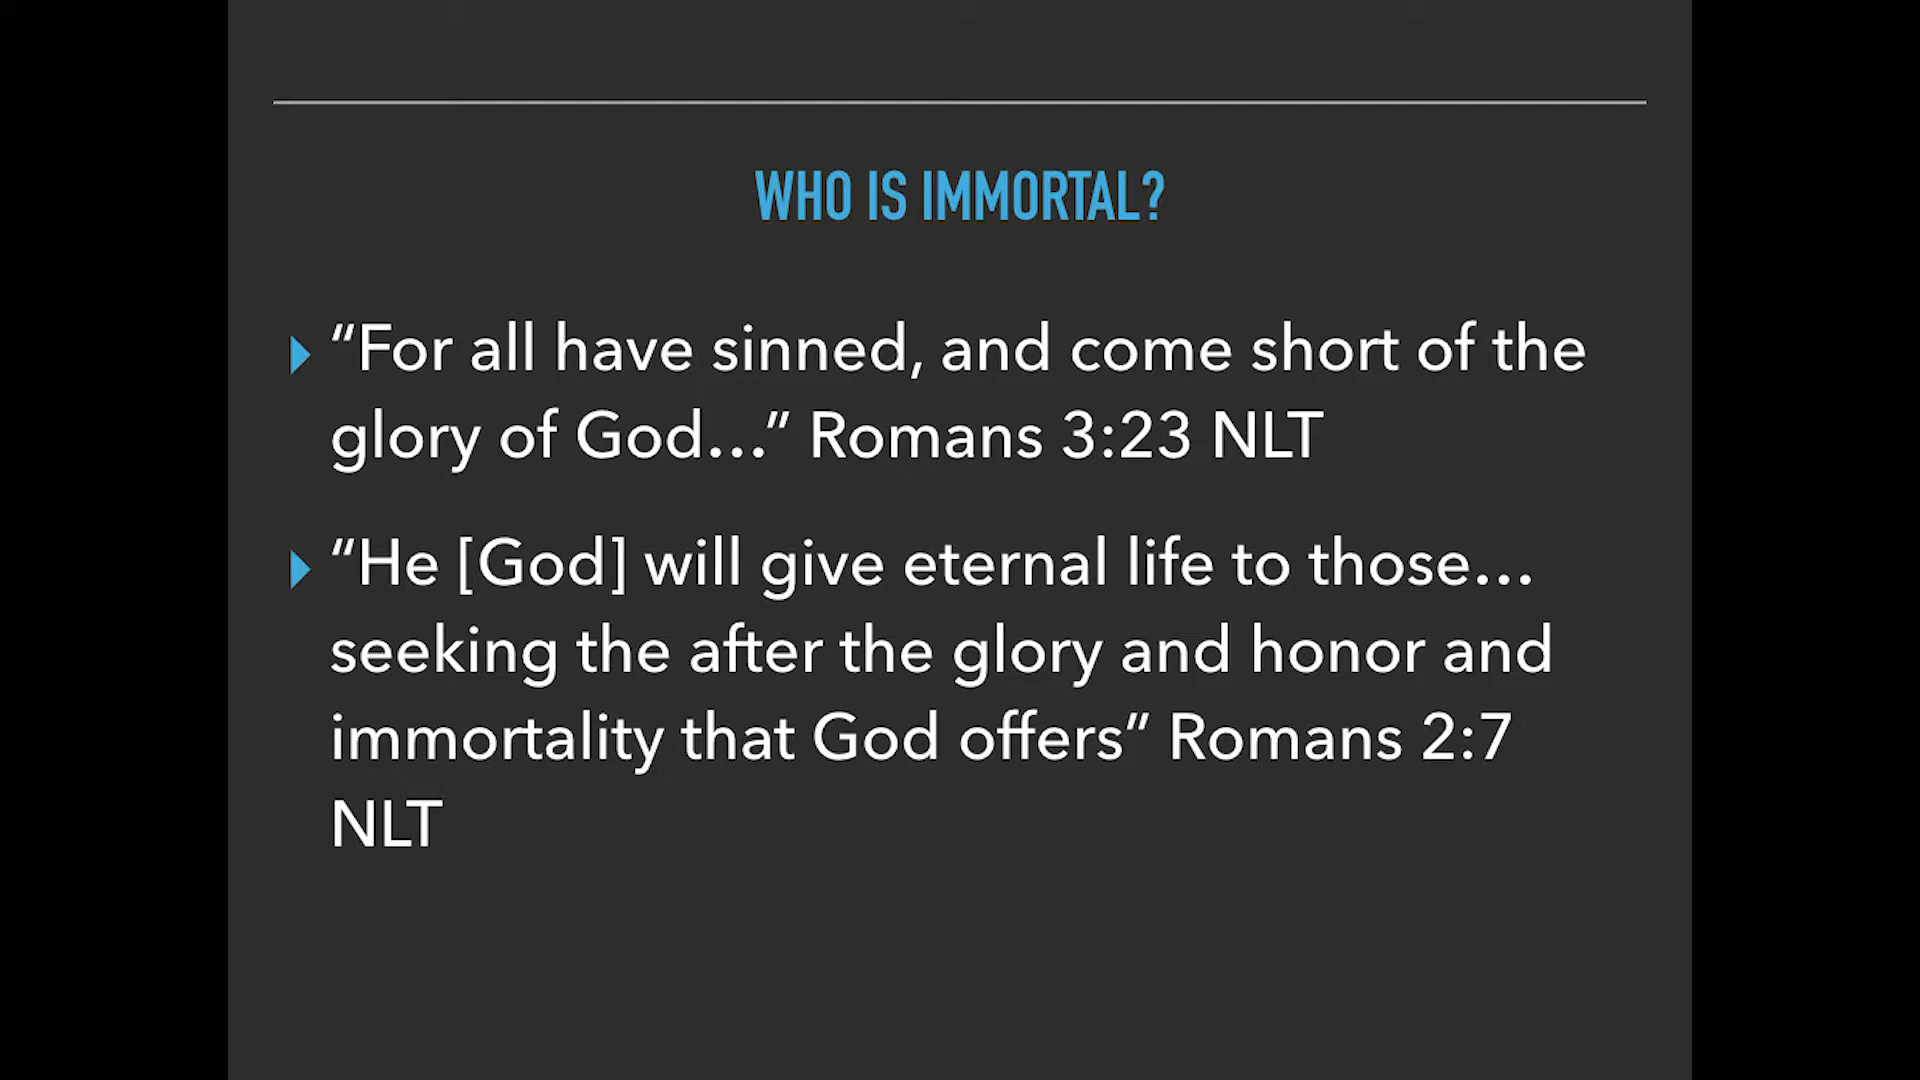 WHO IS IMMORTAL?
“For all have sinned, and come short of the
glory of God…” Romans 3:23 NLT
“He [God] will give eternal life to those…
seeking the after the glory and honor and
immortality that God offers” Romans 2:7
NLT